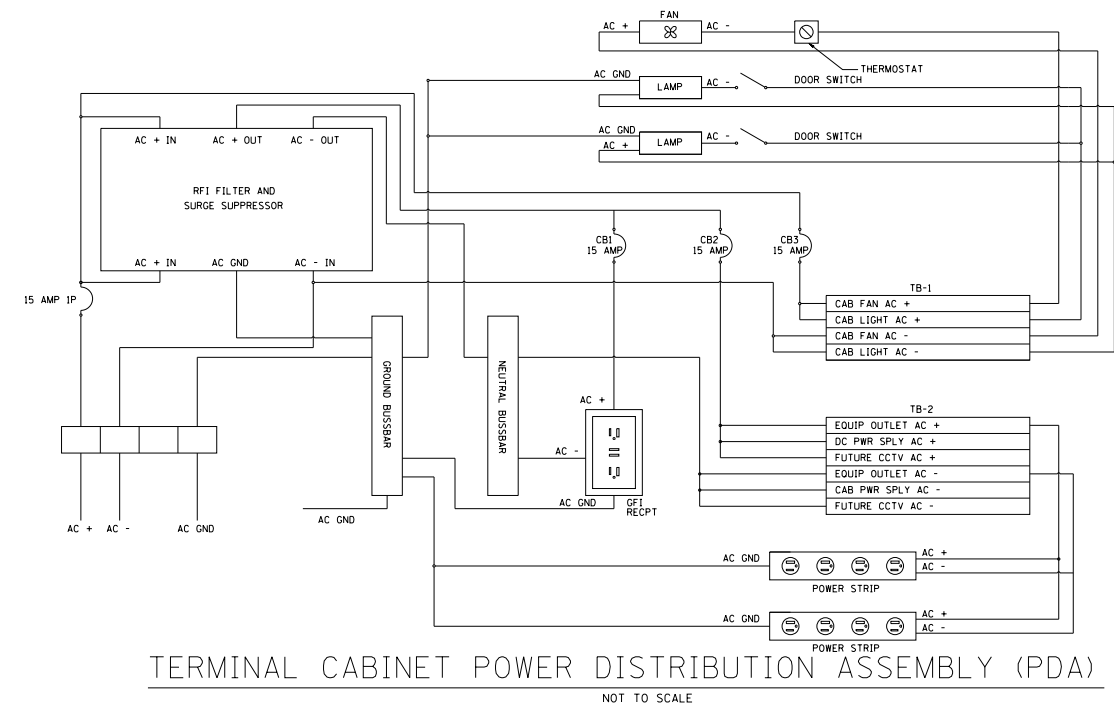 FAN
AC +
AC -
THERMOSTAT
AC GND
LAMP
AC -
DOOR SWITCH
AC GND
AC +
LAMP
AC -
DOOR SWITCH
AC + IN
AC + OUT
AC - OUT
RFI FILTER AND
SURGE SUPPRESSOR
AC + IN
AC GND
AC - IN
15 AMP 1P
CB1
15 AMP
CB2
15 AMP
CB3
15 AMP
TB-1
CAB FAN AC +
CAB LIGHT AC +
CAB FAN AC -
CAB LIGHT AC -
GROUND BUSSBAR
NEUTRAL BUSSBAR
AC +
AC -
AC GND
GFI
RECPT
TB-2
EQUIP OUTLET AC +
DC PWR SPLY AC +
FUTURE CCTV AC +
EQUIP OUTLET AC -
CAB PWR SPLY AC -
FUTURE CCTV AC -
AC +
AC -
AC GND
AC GND
AC GND
AC +
AC -
POWER STRIP
AC GND
AC +
AC -
POWER STRIP
TERMINAL CABINET POWER DISTRIBUTION ASSEMBLY (PDA)
NOT TO SCALE